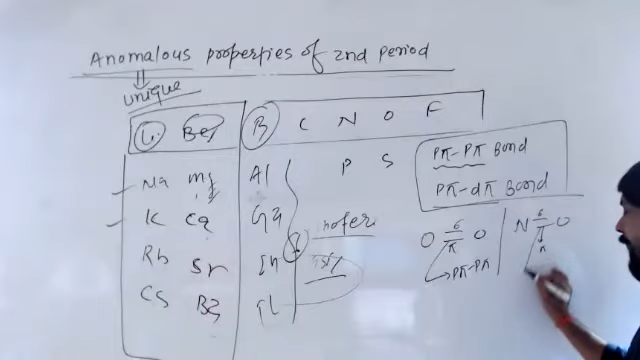 Anomalous properties of 2nd period
unique
Li Be B C N O F
Na Mg Al P S
K Ca Ga
Rb Sr In
Cs Ba Tl
Pπ-Pπ Bond
Pπ-dπ Bond
O σ π O
Pπ-Pπ
N σ π O
π